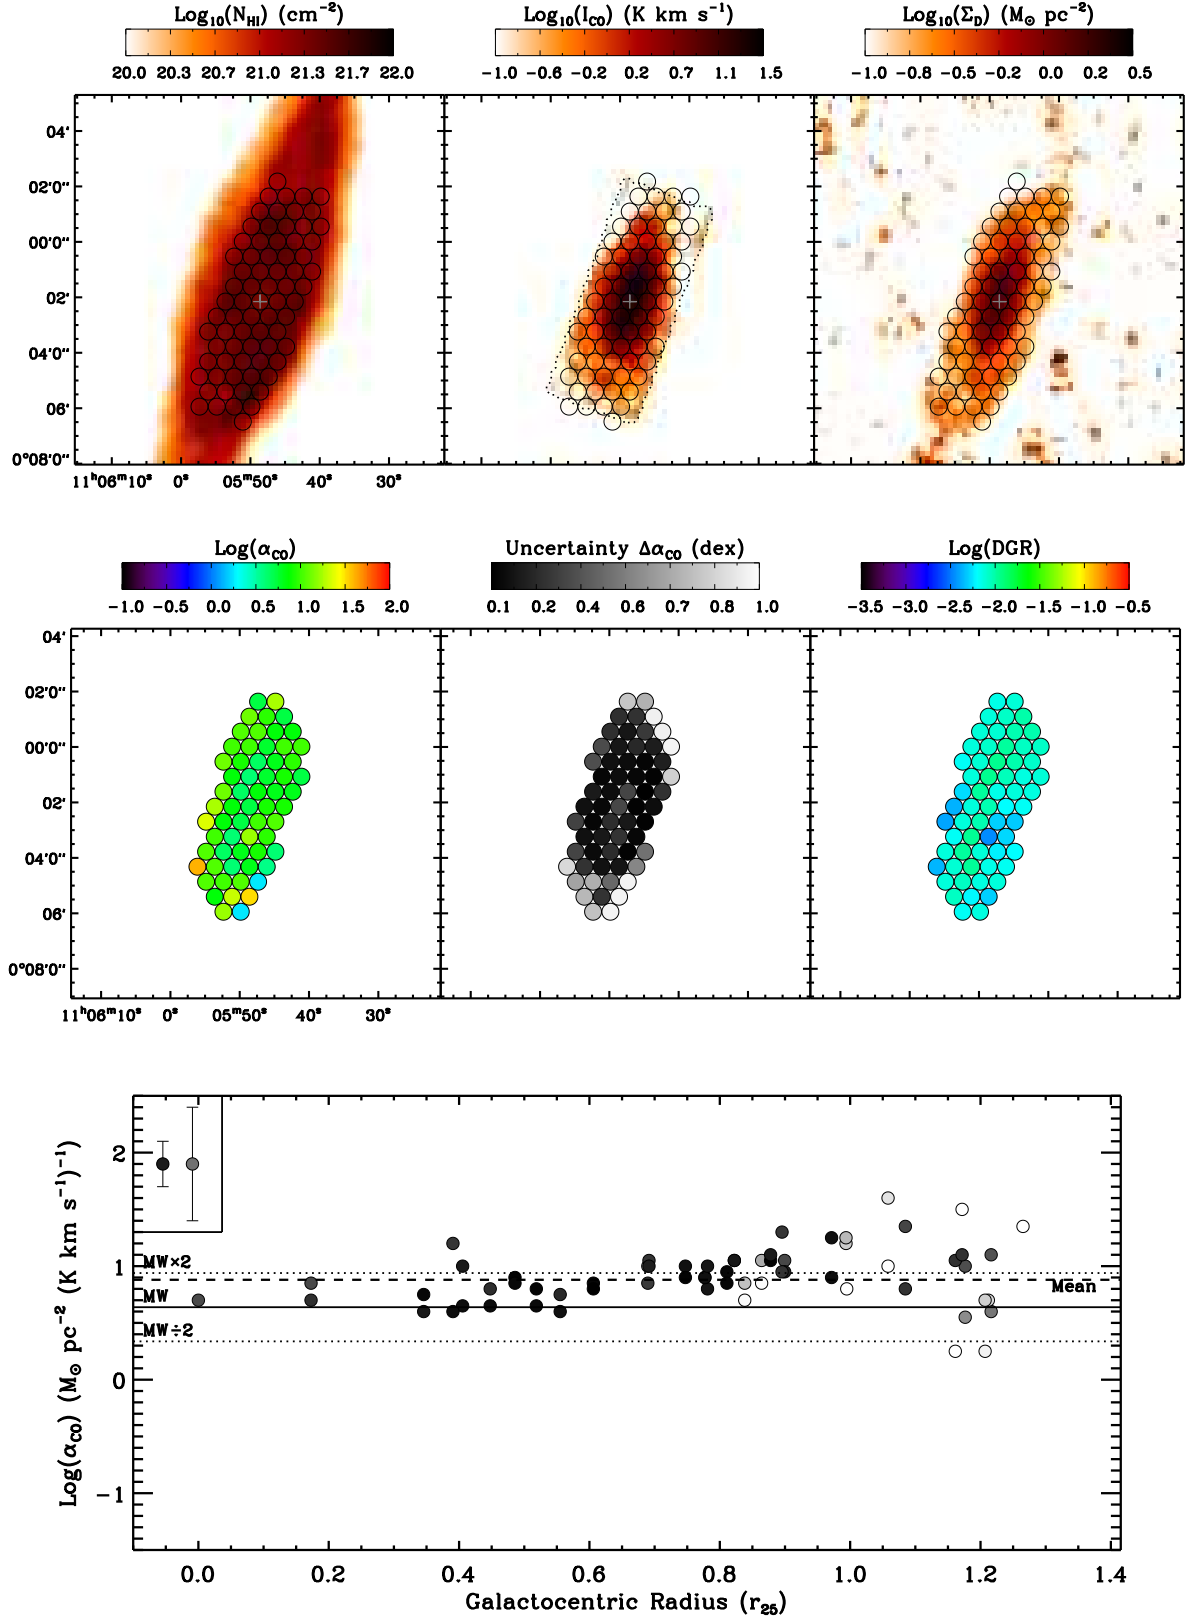 Log₁₀(N_HI) (cm⁻²) Log₁₀(I_CO) (K km s⁻¹) Log₁₀(Σ_D) (M⊙ pc⁻²)
20.0 20.3 20.7 21.0 21.3 21.7 22.0 −1.0 −0.6 −0.2 0.2 0.7 1.1 1.5 −1.0 −0.8 −0.5 −0.2 0.0 0.2 0.5
04'
02'0"
00'0"
02'
04'0"
06'
0°08'0"
11ʰ06ᵐ10ˢ 0ˢ 05ᵐ50ˢ 40ˢ 30ˢ
Log(α_CO) Uncertainty Δα_CO (dex) Log(DGR)
−1.0 −0.5 0.0 0.5 1.0 1.5 2.0 0.1 0.2 0.4 0.6 0.7 0.8 1.0 −3.5 −3.0 −2.5 −2.0 −1.5 −1.0 −0.5
04'
02'0"
00'0"
02'
04'0"
06'
0°08'0"
11ʰ06ᵐ10ˢ 0ˢ 05ᵐ50ˢ 40ˢ 30ˢ
Log(α_CO) (M⊙ pc⁻² (K km s⁻¹)⁻¹)
2
1
0
−1
MW×2
Mean
MW
MW÷2
0.0 0.2 0.4 0.6 0.8 1.0 1.2 1.4
Galactocentric Radius (r₂₅)